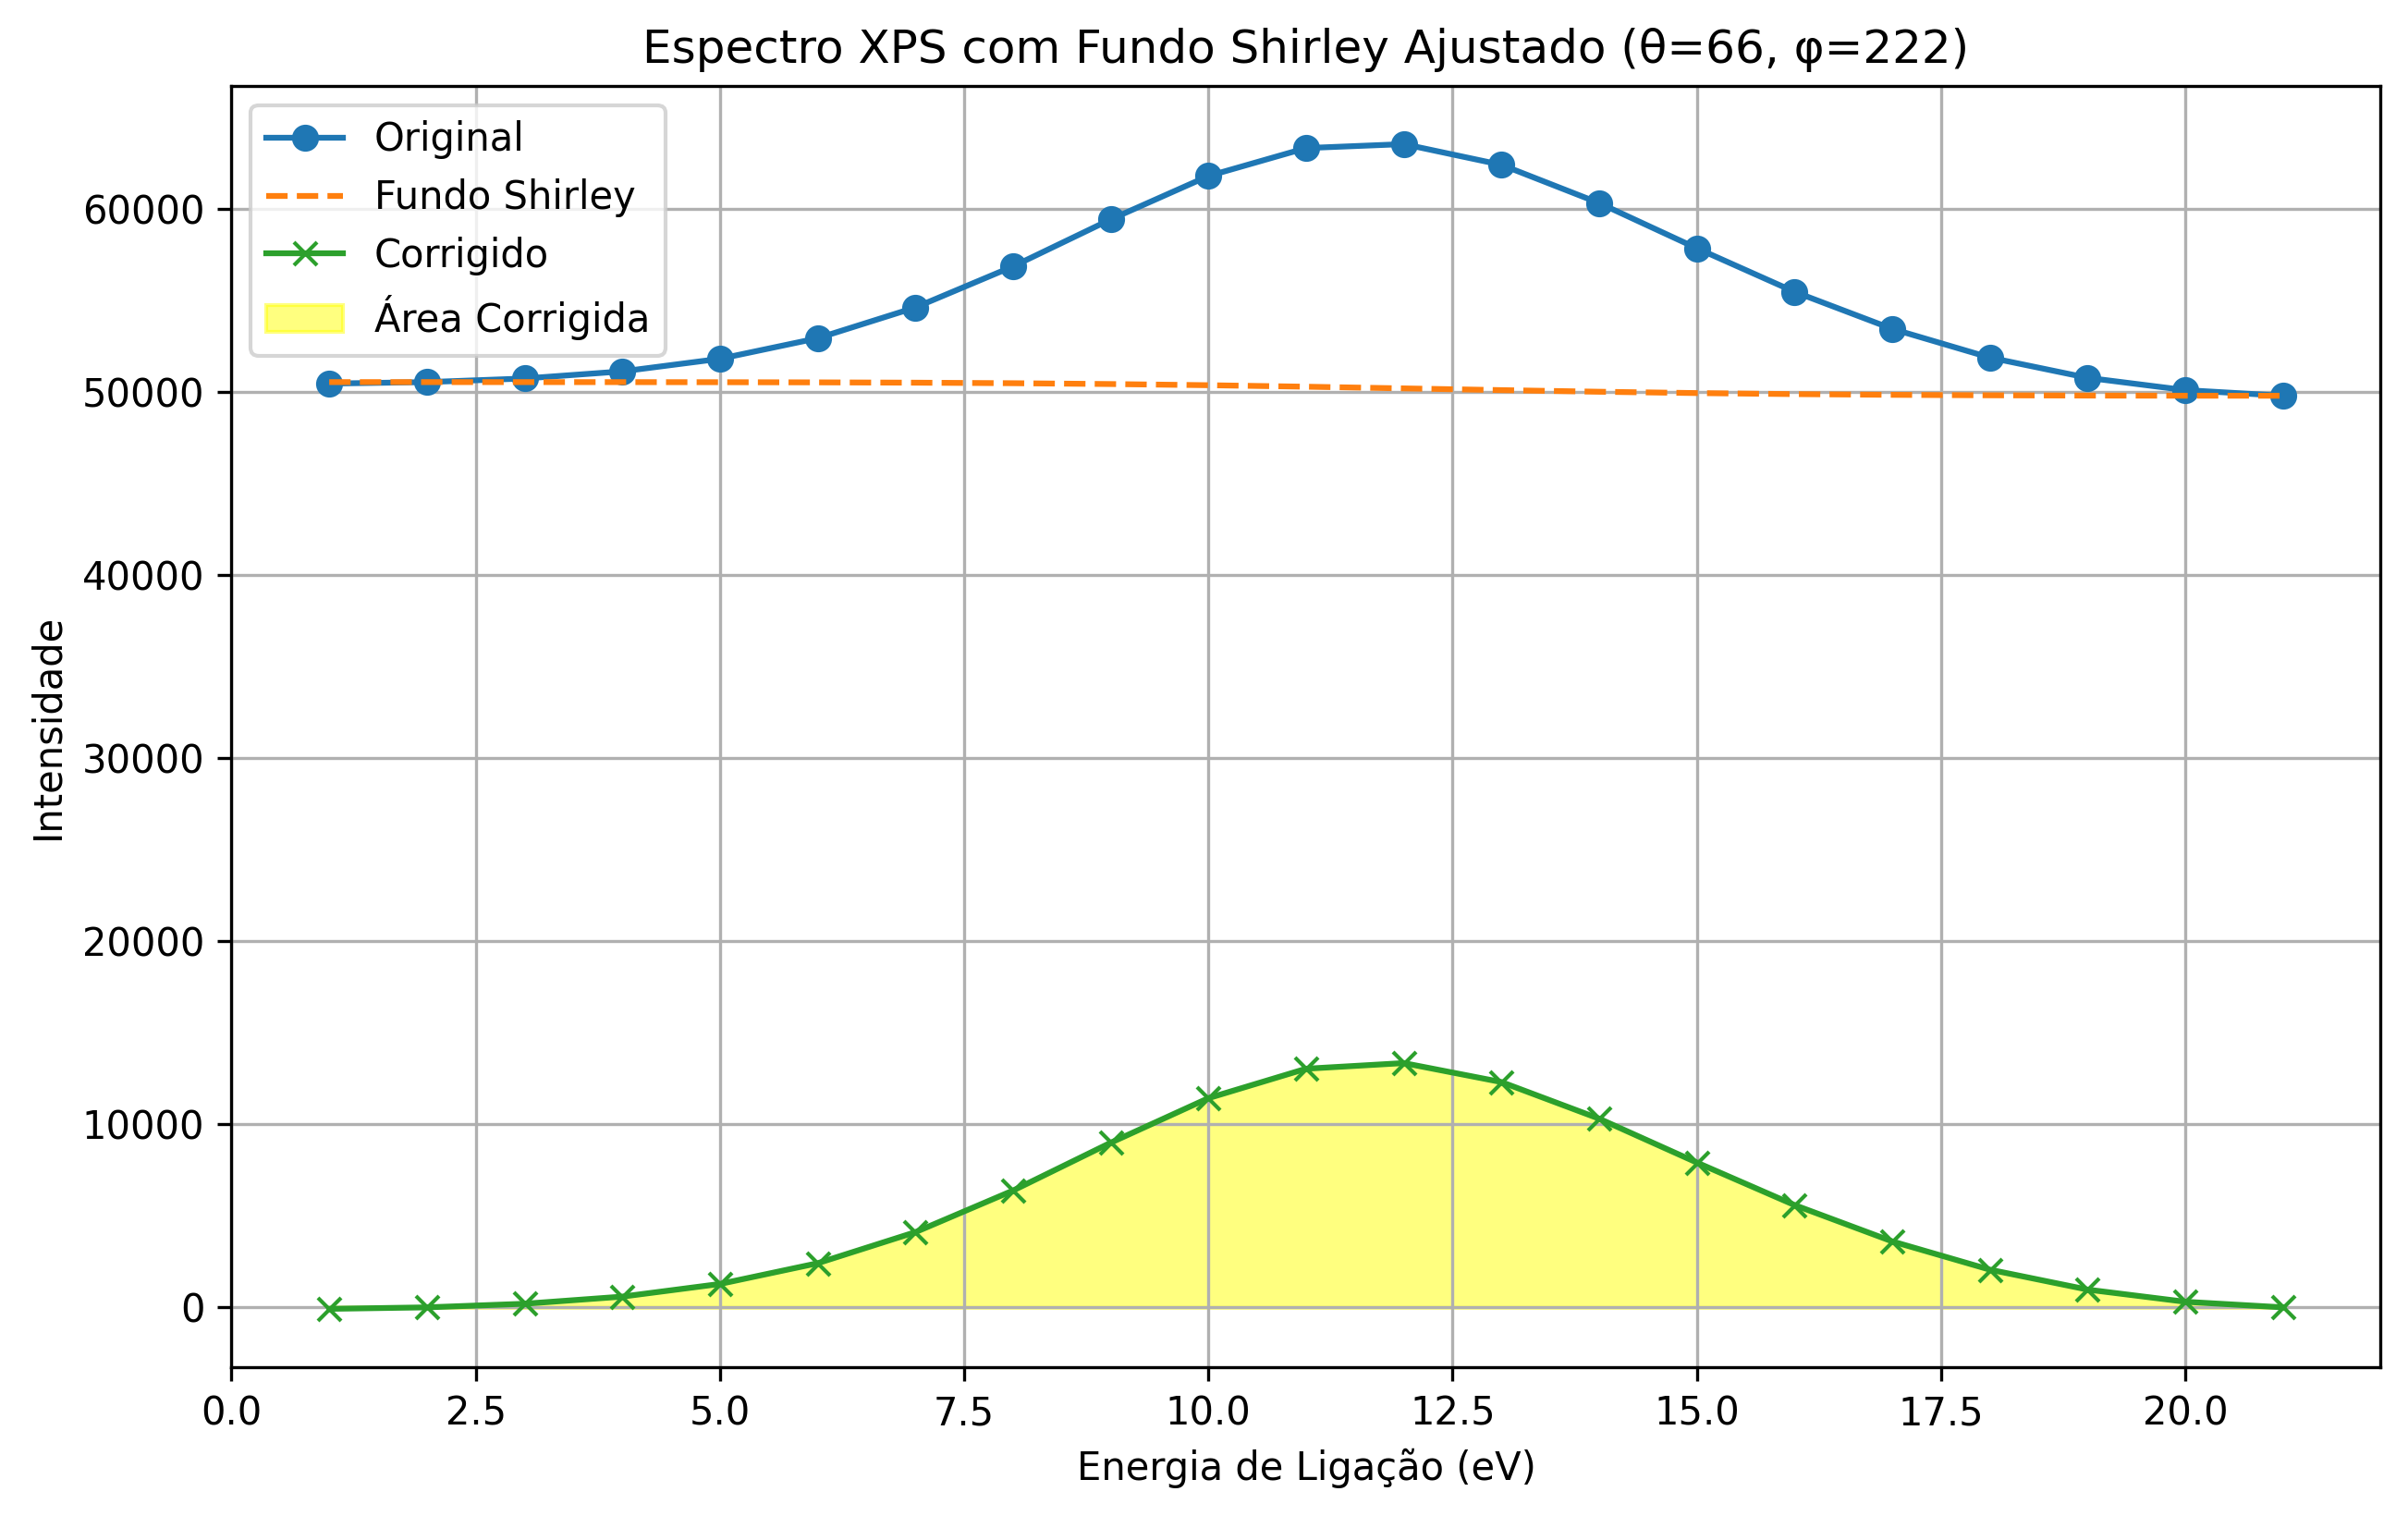 Espectro XPS com Fundo Shirley Ajustado (θ=66, φ=222)
Original
Fundo Shirley
Corrigido
Área Corrigida
60000
50000
40000
30000
20000
10000
0
Intensidade
0.0 2.5 5.0 7.5 10.0 12.5 15.0 17.5 20.0
Energia de Ligação (eV)